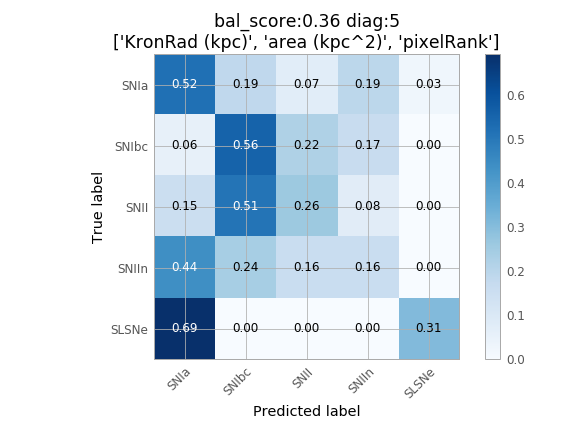 bal_score:0.36 diag:5
['KronRad (kpc)', 'area (kpc^2)', 'pixelRank']
SNIa 0.52 0.19 0.07 0.19 0.03
SNIbc 0.06 0.56 0.22 0.17 0.00
SNII 0.15 0.51 0.26 0.08 0.00
SNIIn 0.44 0.24 0.16 0.16 0.00
SLSNe 0.69 0.00 0.00 0.00 0.31
SNIa SNIbc SNII SNIIn SLSNe
True label
Predicted label
0.6
0.5
0.4
0.3
0.2
0.1
0.0